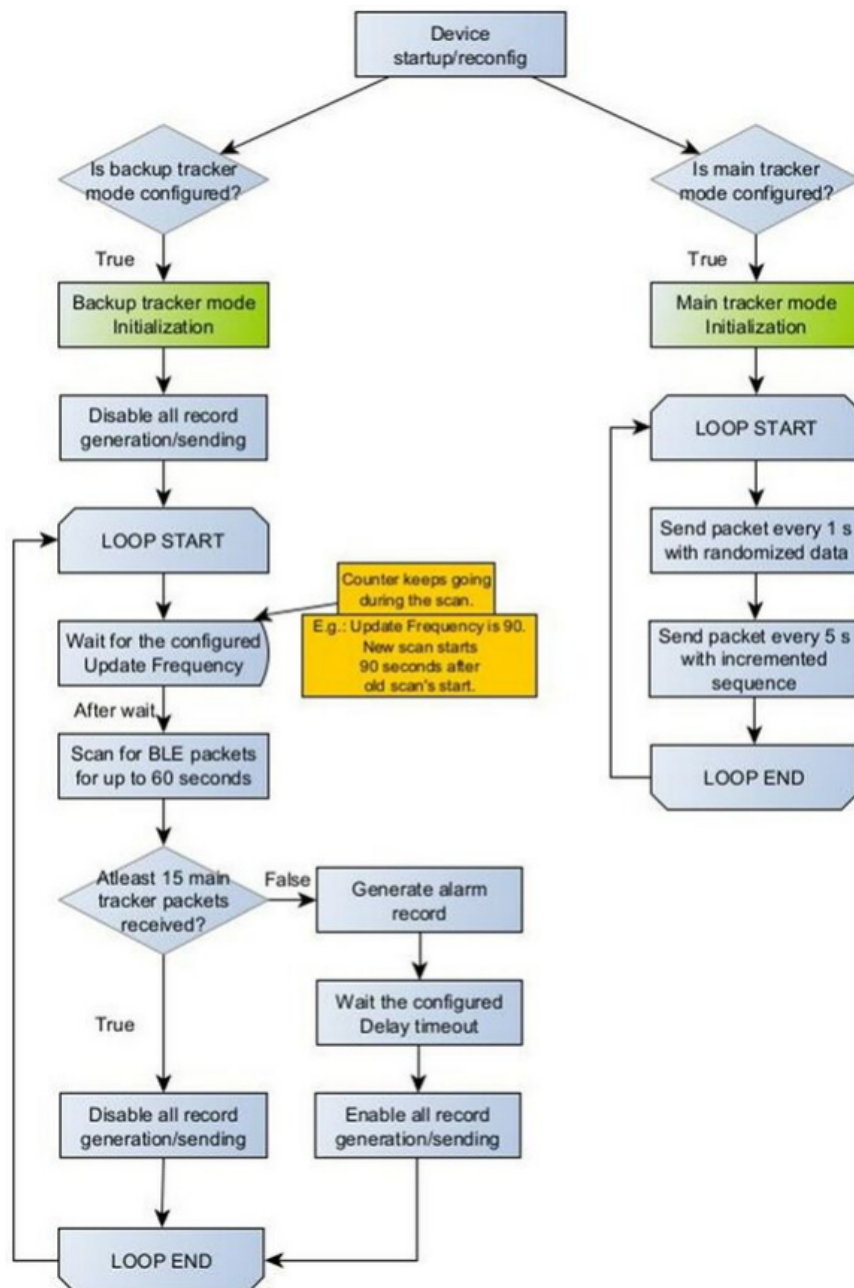 Device
startup/reconfig
Is backup tracker
mode configured?
Is main tracker
mode configured?
True
True
Backup tracker mode
Initialization
Main tracker mode
Initialization
Disable all record
generation/sending
LOOP START
LOOP START
Send packet every 1 s
with randomized data
Counter keeps going
during the scan.
E.g.: Update Frequency is 90.
New scan starts
90 seconds after
old scan's start.
Wait for the configured
Update Frequency
Send packet every 5 s
with incremented
sequence
After wait
Scan for BLE packets
for up to 60 seconds
LOOP END
Atleast 15 main
tracker packets
received?
False
Generate alarm
record
Wait the configured
Delay timeout
True
Disable all record
generation/sending
Enable all record
generation/sending
LOOP END